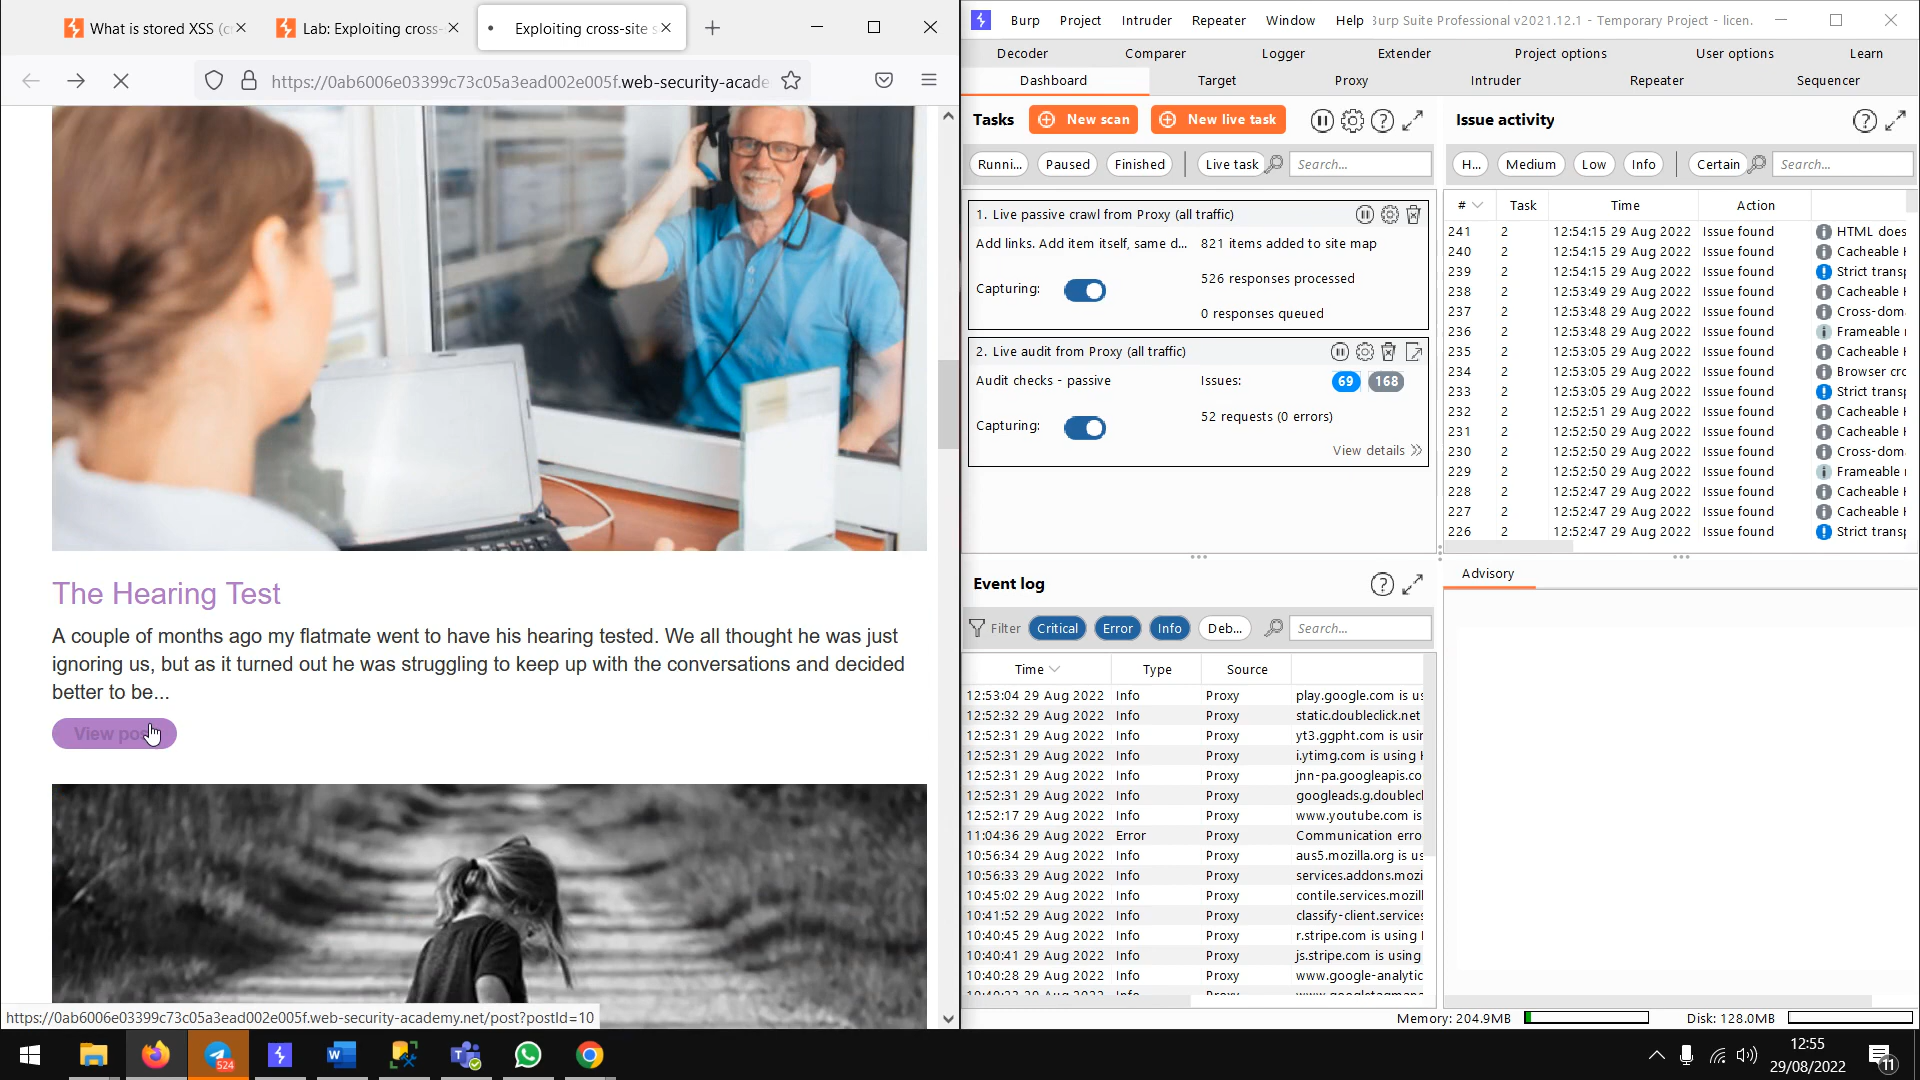 What is stored XSS (c
Lab: Exploiting cross-
Exploiting cross-site s
https://0ab6006e03399c73c05a3ead002e005f.web-security-acade
The Hearing Test
A couple of months ago my flatmate went to have his hearing tested. We all thought he was just
ignoring us, but as it turned out he was struggling to keep up with the conversations and decided
better to be...
View po
https://0ab6006e03399c73c05a3ead002e005f.web-security-academy.net/post?postId=10
Burp Project Intruder Repeater Window Help Burp Suite Professional v2021.12.1 - Temporary Project - licen.
Decoder Comparer Logger Extender Project options User options Learn
Dashboard Target Proxy Intruder Repeater Sequencer
Tasks New scan New live task
Runni... Paused Finished Live task Search...
1. Live passive crawl from Proxy (all traffic)
Add links. Add item itself, same d... 821 items added to site map
526 responses processed
Capturing:
0 responses queued
2. Live audit from Proxy (all traffic)
Audit checks - passive Issues: 69 168
52 requests (0 errors)
Capturing:
View details
Issue activity
H... Medium Low Info Certain Search...
# Task Time Action
241 2 12:54:15 29 Aug 2022 Issue found HTML does
240 2 12:54:15 29 Aug 2022 Issue found Cacheable H
239 2 12:54:15 29 Aug 2022 Issue found Strict transp
238 2 12:53:49 29 Aug 2022 Issue found Cacheable H
237 2 12:53:48 29 Aug 2022 Issue found Cross-dom
236 2 12:53:48 29 Aug 2022 Issue found Frameable r
235 2 12:53:05 29 Aug 2022 Issue found Cacheable H
234 2 12:53:05 29 Aug 2022 Issue found Browser cro
233 2 12:53:05 29 Aug 2022 Issue found Strict transp
232 2 12:52:51 29 Aug 2022 Issue found Cacheable H
231 2 12:52:50 29 Aug 2022 Issue found Cacheable H
230 2 12:52:50 29 Aug 2022 Issue found Cross-dom
229 2 12:52:50 29 Aug 2022 Issue found Frameable r
228 2 12:52:47 29 Aug 2022 Issue found Cacheable H
227 2 12:52:47 29 Aug 2022 Issue found Cacheable H
226 2 12:52:47 29 Aug 2022 Issue found Strict transp
Event log
Filter Critical Error Info Deb... Search...
Time Type Source
12:53:04 29 Aug 2022 Info Proxy play.google.com is us
12:52:32 29 Aug 2022 Info Proxy static.doubleclick.net
12:52:31 29 Aug 2022 Info Proxy yt3.ggpht.com is usin
12:52:31 29 Aug 2022 Info Proxy i.ytimg.com is using H
12:52:31 29 Aug 2022 Info Proxy jnn-pa.googleapis.co
12:52:31 29 Aug 2022 Info Proxy googleads.g.doublecl
12:52:17 29 Aug 2022 Info Proxy www.youtube.com is
11:04:36 29 Aug 2022 Error Proxy Communication erro
10:56:34 29 Aug 2022 Info Proxy aus5.mozilla.org is us
10:56:33 29 Aug 2022 Info Proxy services.addons.mozi
10:45:02 29 Aug 2022 Info Proxy contile.services.mozill
10:41:52 29 Aug 2022 Info Proxy classify-client.services
10:40:45 29 Aug 2022 Info Proxy r.stripe.com is using H
10:40:41 29 Aug 2022 Info Proxy js.stripe.com is using
10:40:28 29 Aug 2022 Info Proxy www.google-analytic
Advisory
Memory: 204.9MB Disk: 128.0MB
524
12:55
29/08/2022
11